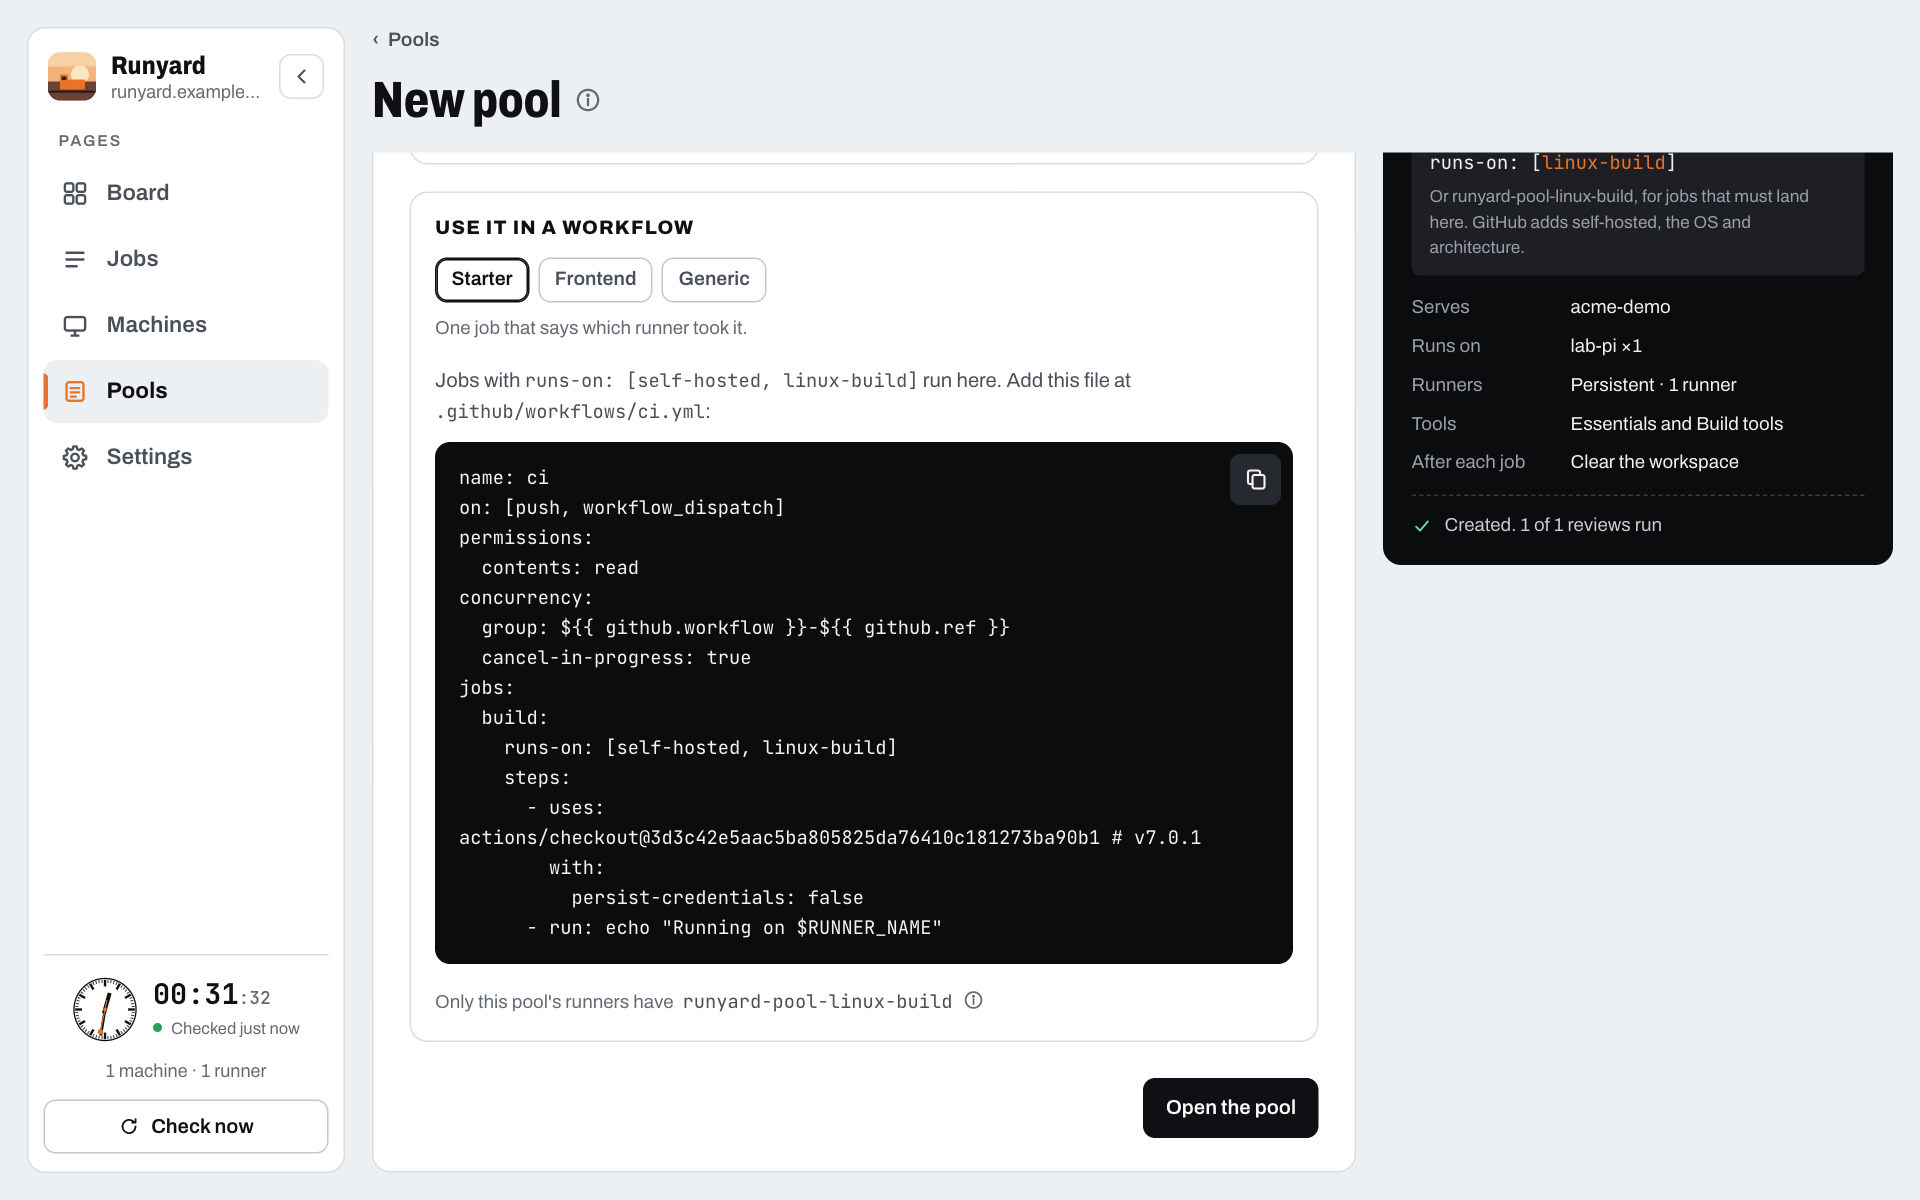 Runyard
runyard.example...
PAGES
Board
Jobs
Machines
Pools
Settings
00:31:32
Checked just now
1 machine · 1 runner
Check now
‹ Pools
New pool
USE IT IN A WORKFLOW
Starter
Frontend
Generic
One job that says which runner took it.
Jobs with runs-on: [self-hosted, linux-build] run here. Add this file at
.github/workflows/ci.yml:
name: ci
on: [push, workflow_dispatch]
permissions:
  contents: read
concurrency:
  group: ${{ github.workflow }}-${{ github.ref }}
  cancel-in-progress: true
jobs:
  build:
    runs-on: [self-hosted, linux-build]
    steps:
      - uses:
actions/checkout@3d3c42e5aac5ba805825da76410c181273ba90b1 # v7.0.1
        with:
          persist-credentials: false
      - run: echo "Running on $RUNNER_NAME"
Only this pool's runners have runyard-pool-linux-build
Open the pool
runs-on: [linux-build]
Or runyard-pool-linux-build, for jobs that must land
here. GitHub adds self-hosted, the OS and
architecture.
Serves acme-demo
Runs on lab-pi ×1
Runners Persistent · 1 runner
Tools Essentials and Build tools
After each job Clear the workspace
Created. 1 of 1 reviews run